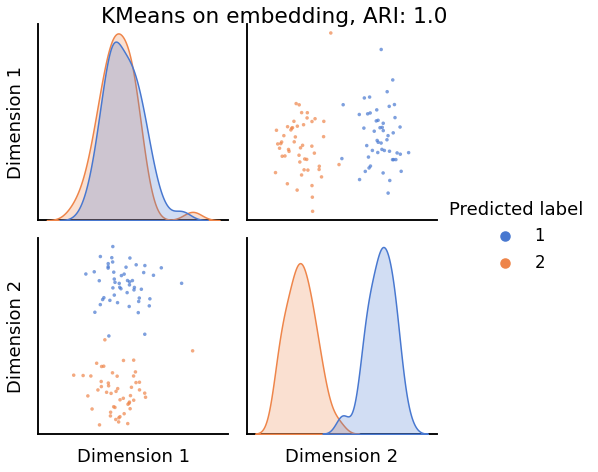 KMeans on embedding, ARI: 1.0
Dimension 1
Predicted label
1
2
Dimension 2
Dimension 1
Dimension 2